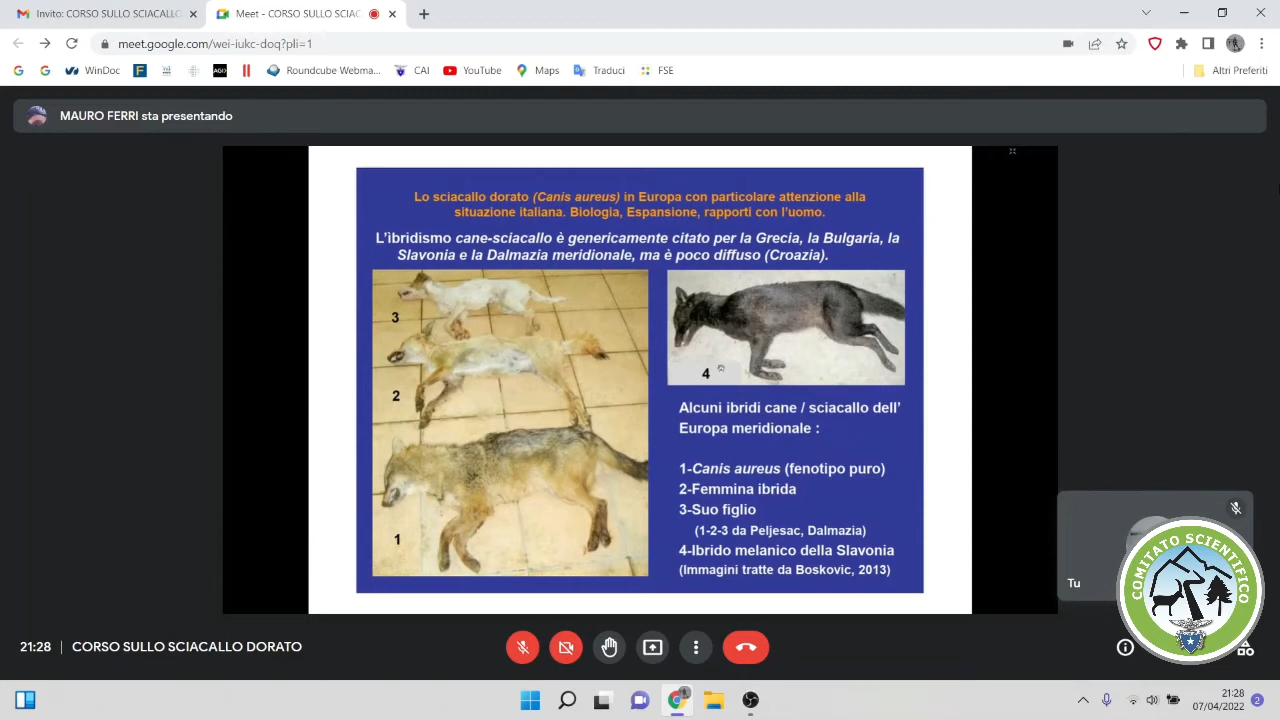 Invito: CORSO SULLO SCIACALLO
Meet - CORSO SULLO SCIAC
meet.google.com/wei-iukc-doq?pli=1
WinDoc
AGID
Roundcube Webma...
CAI
YouTube
Maps
Traduci
FSE
Altri Preferiti
MAURO FERRI sta presentando
Lo sciacallo dorato (Canis aureus) in Europa con particolare attenzione alla
situazione italiana. Biologia, Espansione, rapporti con l'uomo.
L'ibridismo cane-sciacallo è genericamente citato per la Grecia, la Bulgaria, la
Slavonia e la Dalmazia meridionale, ma è poco diffuso (Croazia).
3
2
1
4
Alcuni ibridi cane / sciacallo dell'
Europa meridionale :
1-Canis aureus (fenotipo puro)
2-Femmina ibrida
3-Suo figlio
(1-2-3 da Peljesac, Dalmazia)
4-Ibrido melanico della Slavonia
(Immagini tratte da Boskovic, 2013)
Tu
COMITATO SCIENTIFICO
21:28 | CORSO SULLO SCIACALLO DORATO
21:28
07/04/2022
2